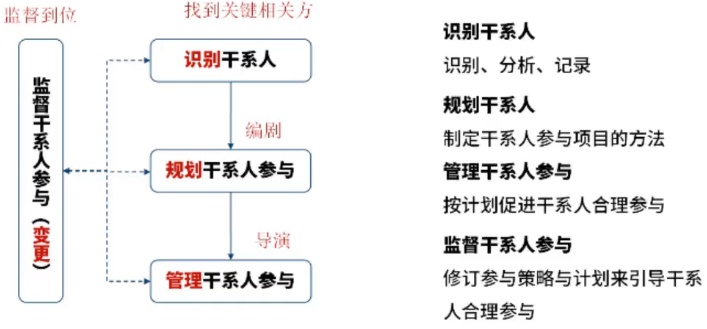 监督到位
找到关键相关方
监督干系人参与（变更）
识别干系人
编剧
规划干系人参与
导演
管理干系人参与
识别干系人
识别、分析、记录
规划干系人
制定干系人参与项目的方法
管理干系人参与
按计划促进干系人合理参与
监督干系人参与
修订参与策略与计划来引导干系
人合理参与